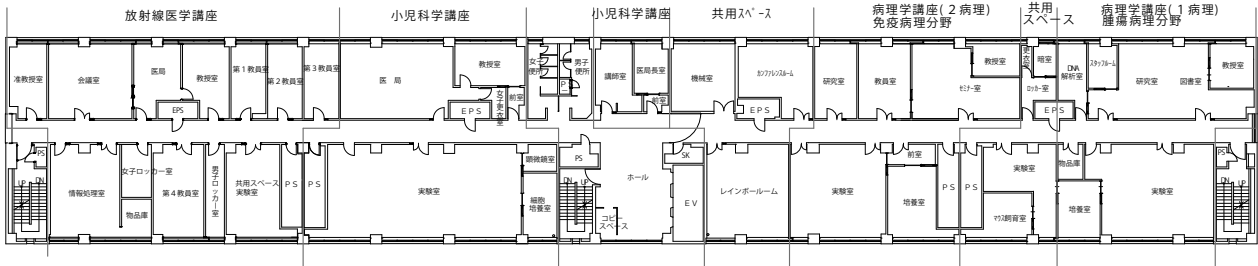 放射線医学講座
小児科学講座
小児科学講座
共用スペース
病理学講座(2病理)
免疫病理分野
共用
スペース
病理学講座(1病理)
腫瘍病理分野
准教授室
会議室
医局
EPS
教授室
第1教員室
第2教員室
第3教員室
医 局
教授室
EPS
女子更衣室
前室
女子
便所
P
男子
便所
講師室
医局長室
前室
機械室
カンファレンスルーム
EPS
研究室
教員室
セミナー室
教授室
更衣室
暗室
ロッカー室
EPS
DNA
解析室
スタッフルーム
研究室
図書室
教授室
PS
UP
DN
情報処理室
女子ロッカー室
物品庫
第4教員室
男子ロッカー室
共用スペース
実験室
PS
PS
実験室
顕微鏡室
細胞
培養室
PS
DN
UP
ホール
コピー
スペース
SK
EV
レインボールーム
実験室
前室
培養室
PS
PS
実験室
マウス飼育室
物品庫
培養室
実験室
PS
DN
UP